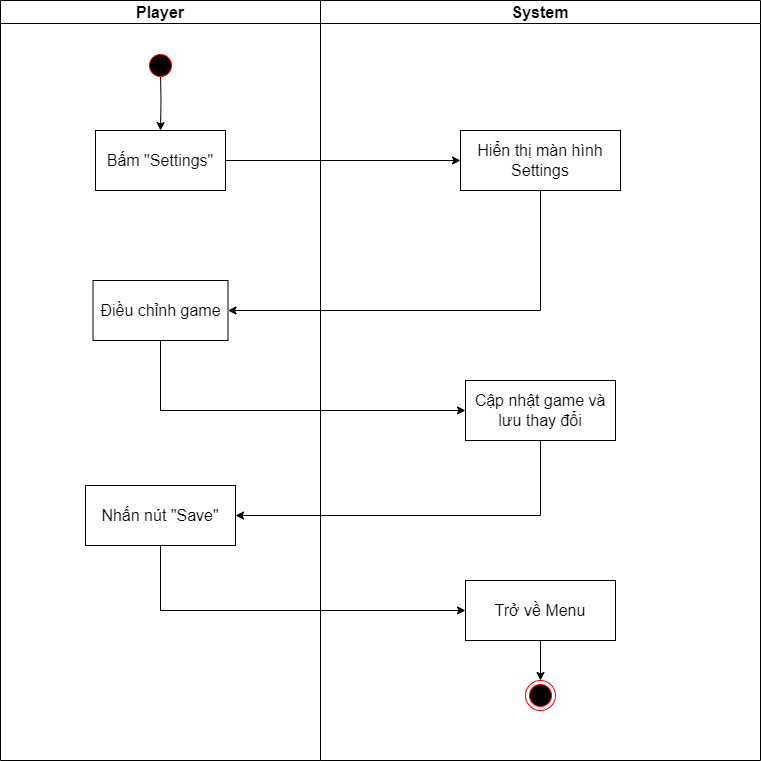 Player
System
Bấm "Settings"
Hiển thị màn hình
Settings
Điều chỉnh game
Cập nhật game và
lưu thay đổi
Nhấn nút "Save"
Trở về Menu